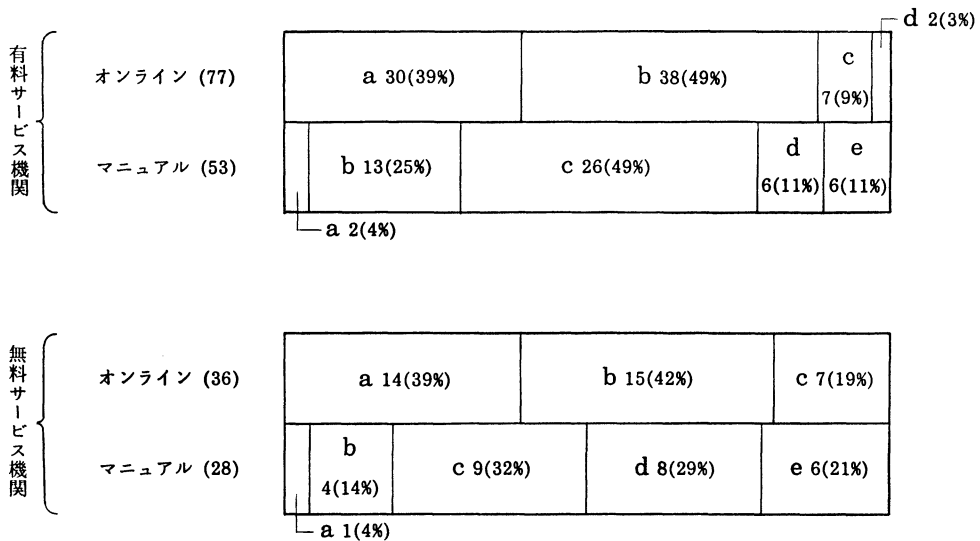 d 2(3%)
有料サービス機関
オンライン (77)
a 30(39%)
b 38(49%)
c
7(9%)
マニュアル (53)
b 13(25%)
c 26(49%)
d
6(11%)
e
6(11%)
a 2(4%)
無料サービス機関
オンライン (36)
a 14(39%)
b 15(42%)
c 7(19%)
マニュアル (28)
b
4(14%)
c 9(32%)
d 8(29%)
e 6(21%)
a 1(4%)